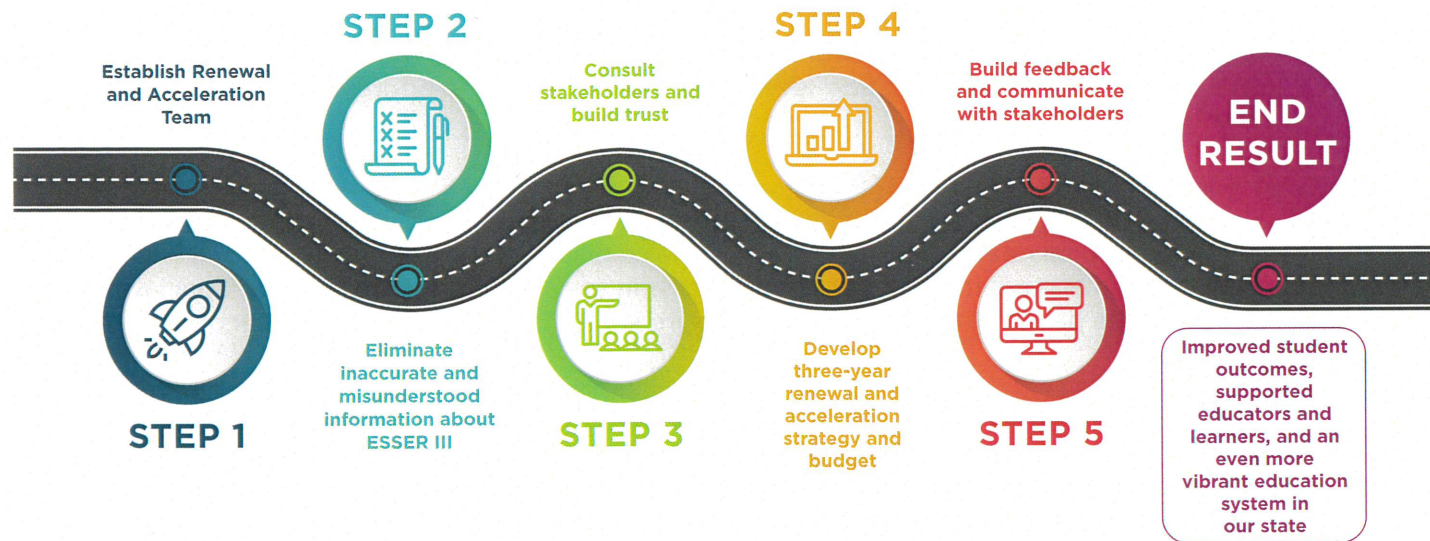 STEP 1
Establish Renewal
and Acceleration
Team
STEP 2
Eliminate
inaccurate and
misunderstood
information about
ESSER III
STEP 3
Consult
stakeholders and
build trust
STEP 4
Develop
three-year
renewal and
acceleration
strategy and
budget
STEP 5
Build feedback
and communicate
with stakeholders
END
RESULT
Improved student
outcomes,
supported
educators and
learners, and an
even more
vibrant education
system in
our state